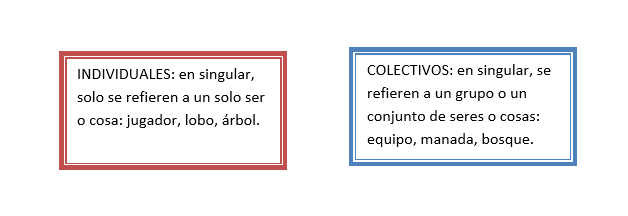 INDIVIDUALES: en singular,
solo se refieren a un solo ser
o cosa: jugador, lobo, árbol.
COLECTIVOS: en singular, se
refieren a un grupo o un
conjunto de seres o cosas:
equipo, manada, bosque.